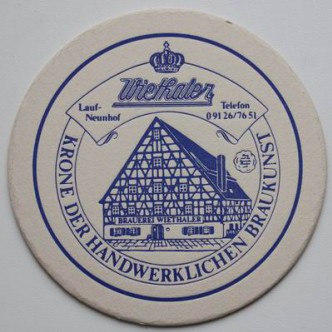 Wiethaler
Lauf-
Neunhof
Telefon
0 91 26/76 51
BRAUEREI WIETHALER
KRONE DER HANDWERKLICHEN BRAUKUNST